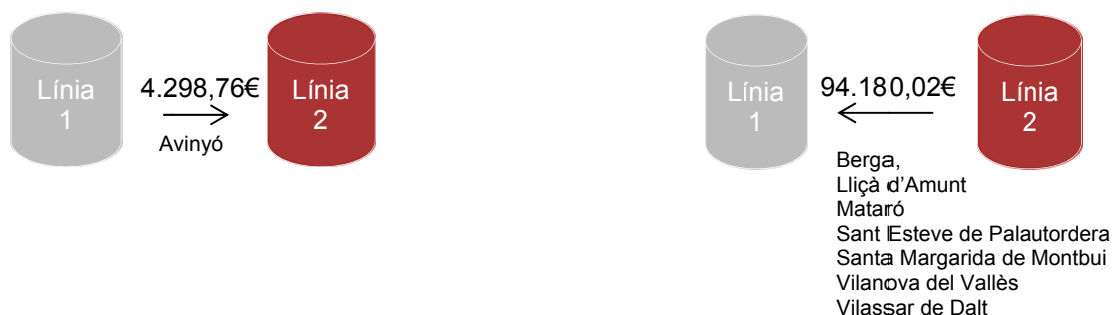 Línia
1
4.298,76€
Avinyó
Línia
2
Línia
1
94.180,02€
Línia
2
Berga,
Lliçà d’Amunt
Mataró
Sant Esteve de Palautordera
Santa Margarida de Montbui
Vilanova del Vallès
Vilassar de Dalt